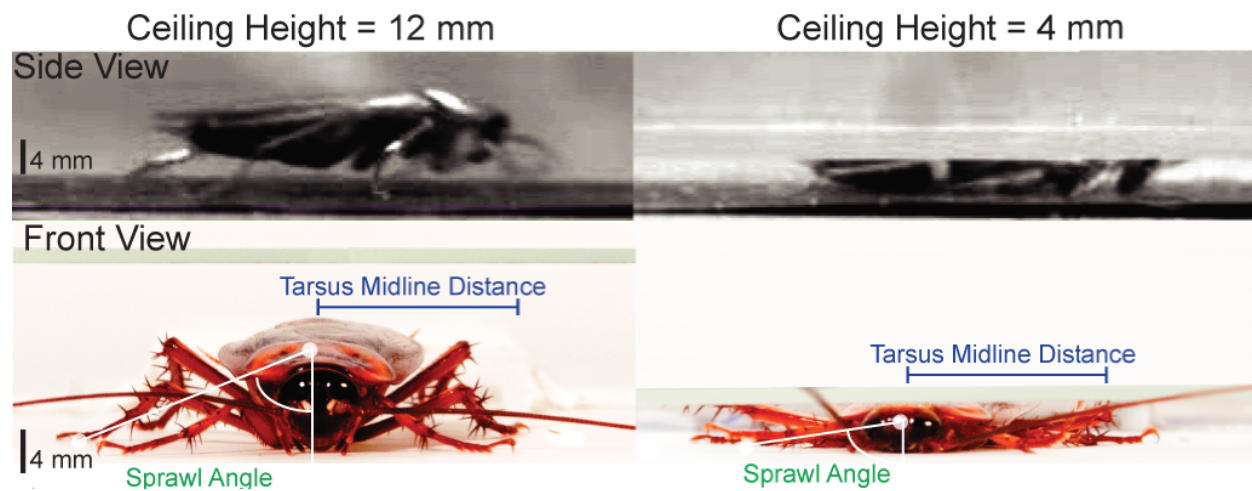 Ceiling Height = 12 mm
Ceiling Height = 4 mm
Side View
4 mm
Front View
Tarsus Midline Distance
Tarsus Midline Distance
4 mm
Sprawl Angle
Sprawl Angle